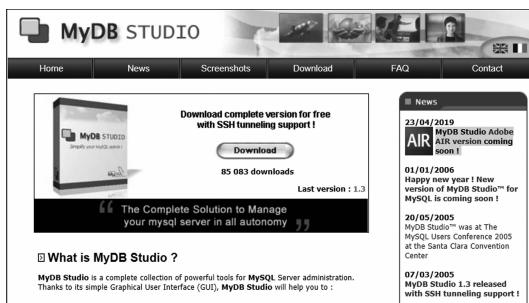 MyDB STUDIO
Home News Screenshots Download FAQ Contact
MyDB STUDIO
Simplify your MySQL admin !
Download complete version for free
with SSH tunneling support !
Download
85 083 downloads
Last version : 1.3
The Complete Solution to Manage
your mysql server in all autonomy
What is MyDB Studio ?
MyDB Studio is a complete collection of powerful tools for MySQL Server administration.
Thanks to its simple Graphical User Interface (GUI), MyDB Studio will help you to :
News
23/04/2019
AIR
MyDB Studio Adobe
AIR version coming
soon !
01/01/2006
Happy new year ! New
version of MyDB Studio™ for
MySQL is coming soon !
20/05/2005
MyDB Studio™ was at The
MySQL Users Conference 2005
at the Santa Clara Convention
Center
07/03/2005
MyDB Studio 1.3 released
with SSH tunneling support !